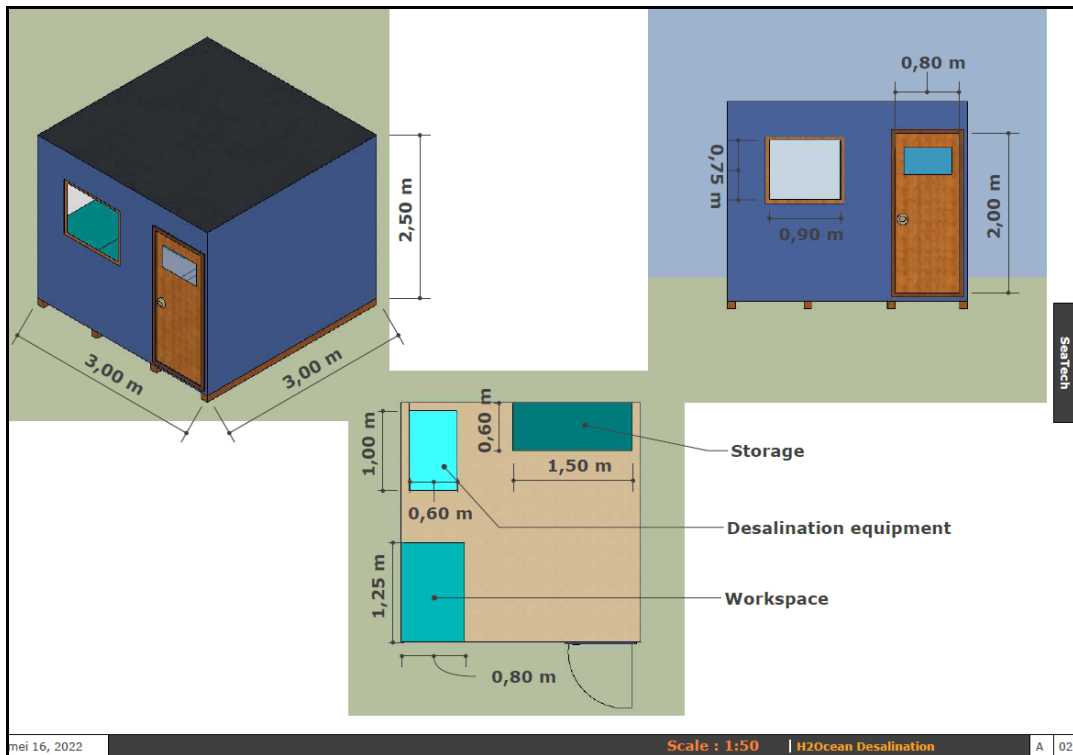 2,50 m
3,00 m
3,00 m
0,80 m
0,75 m
0,90 m
2,00 m
SeaTech
1,00 m
0,60 m
0,60 m
1,50 m
Storage
Desalination equipment
1,25 m
Workspace
0,80 m
mei 16, 2022
Scale : 1:50
H2Ocean Desalination
A
02